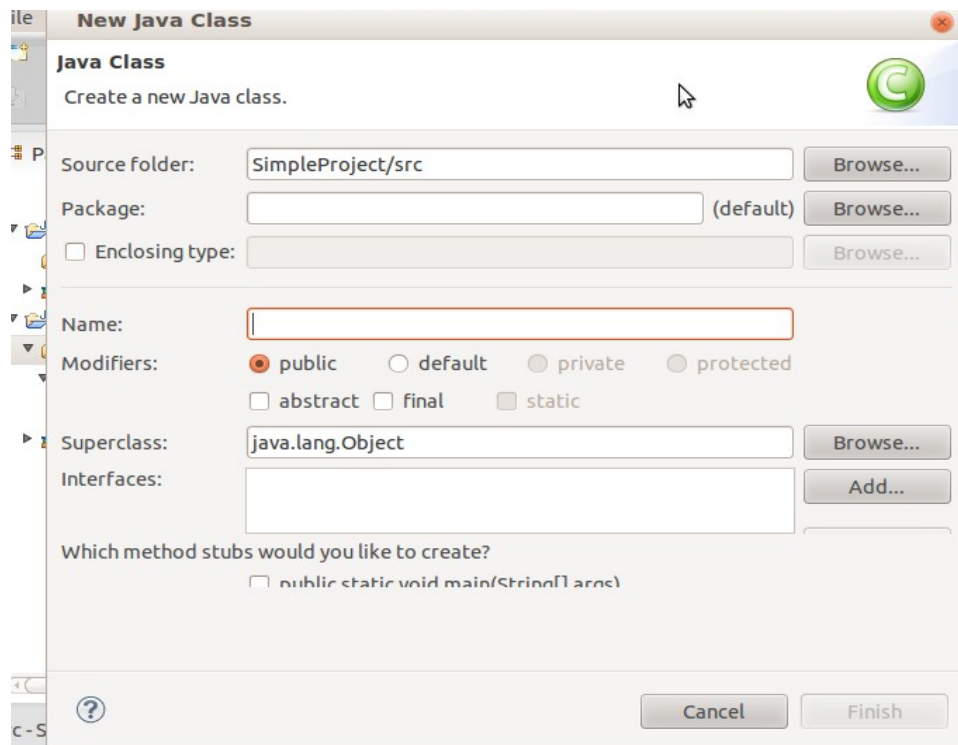 ile
New Java Class
Java Class
Create a new Java class.
P
Source folder:
SimpleProject/src
Browse...
Package:
(default)
Browse...
Enclosing type:
Browse...
Name:
Modifiers:
public
default
private
protected
abstract
final
static
Superclass:
java.lang.Object
Browse...
Interfaces:
Add...
Which method stubs would you like to create?
public static void main(String[] args)
?
Cancel
Finish
c - S